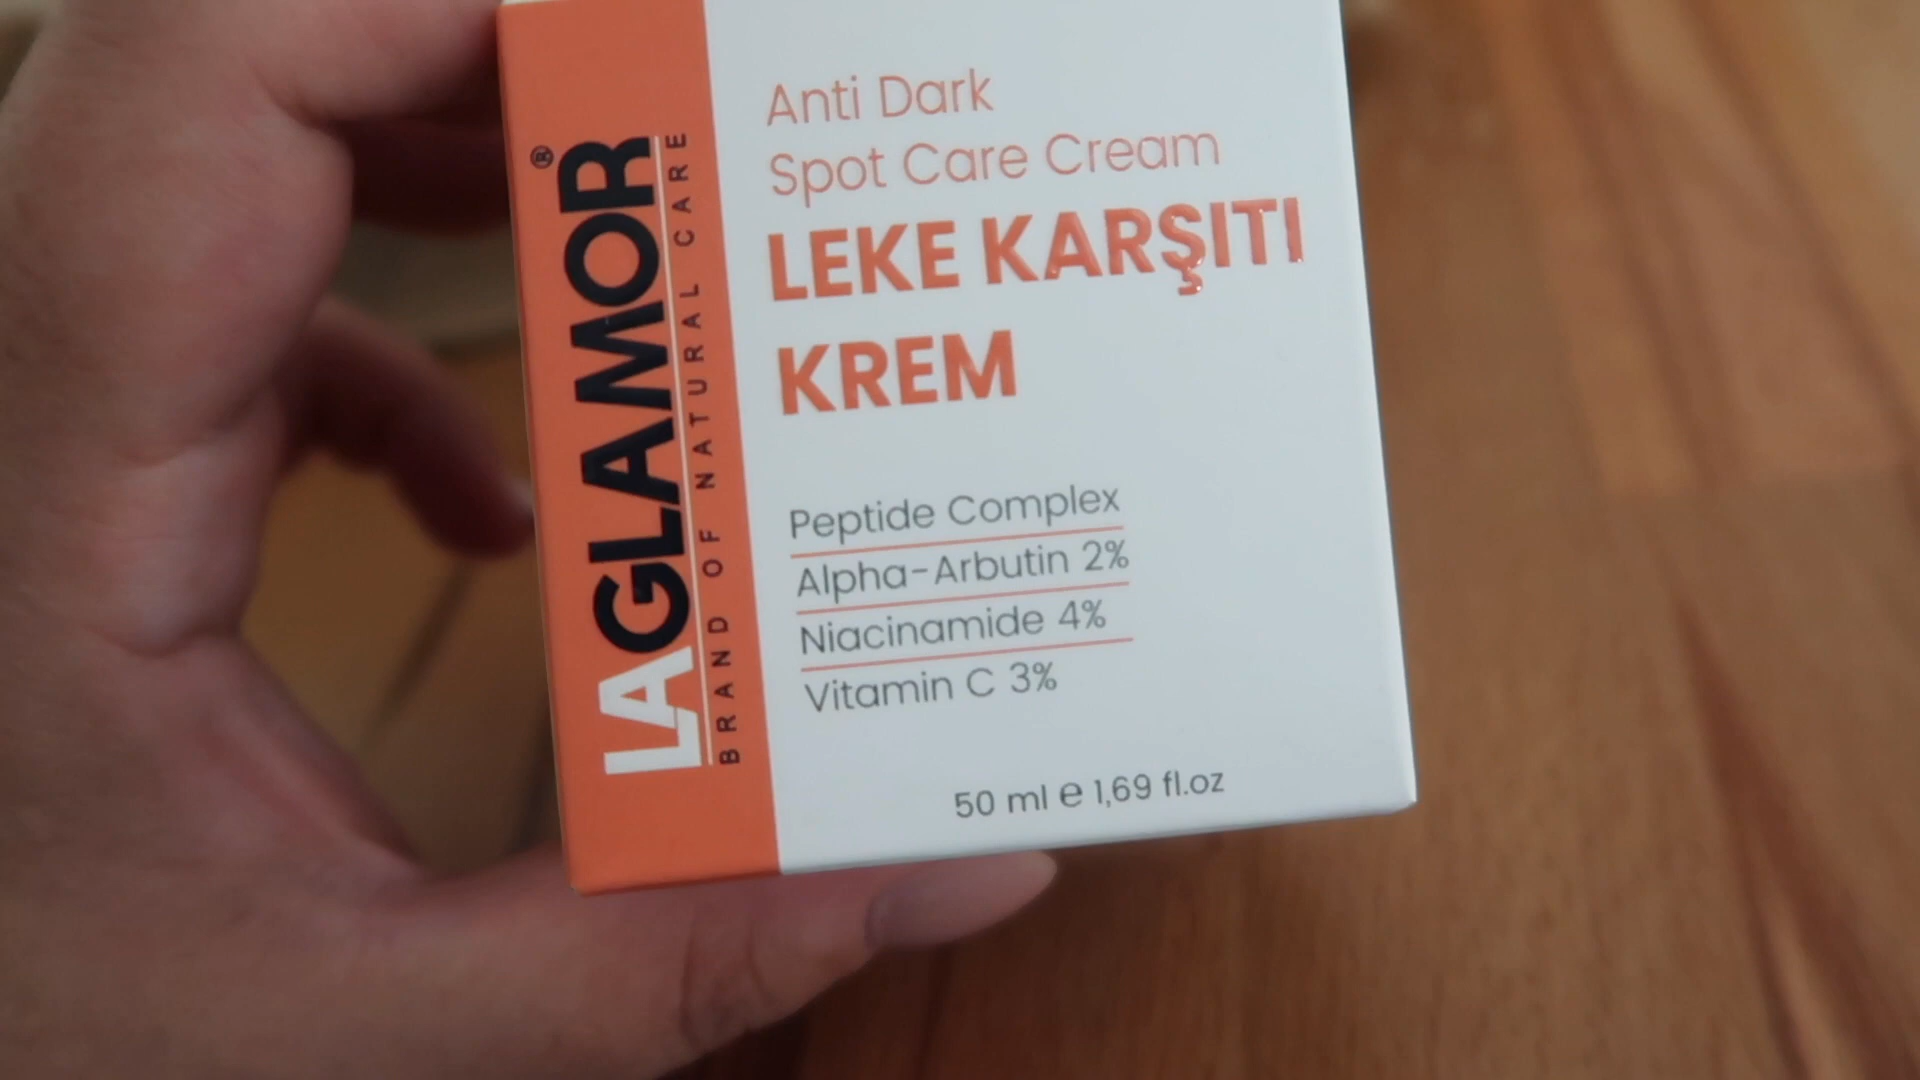 LAGLAMOR®
BRAND OF NATURAL CARE
Anti Dark
Spot Care Cream
LEKE KARŞITI
KREM
Peptide Complex
Alpha-Arbutin 2%
Niacinamide 4%
Vitamin C 3%
50 ml e 1,69 fl.oz